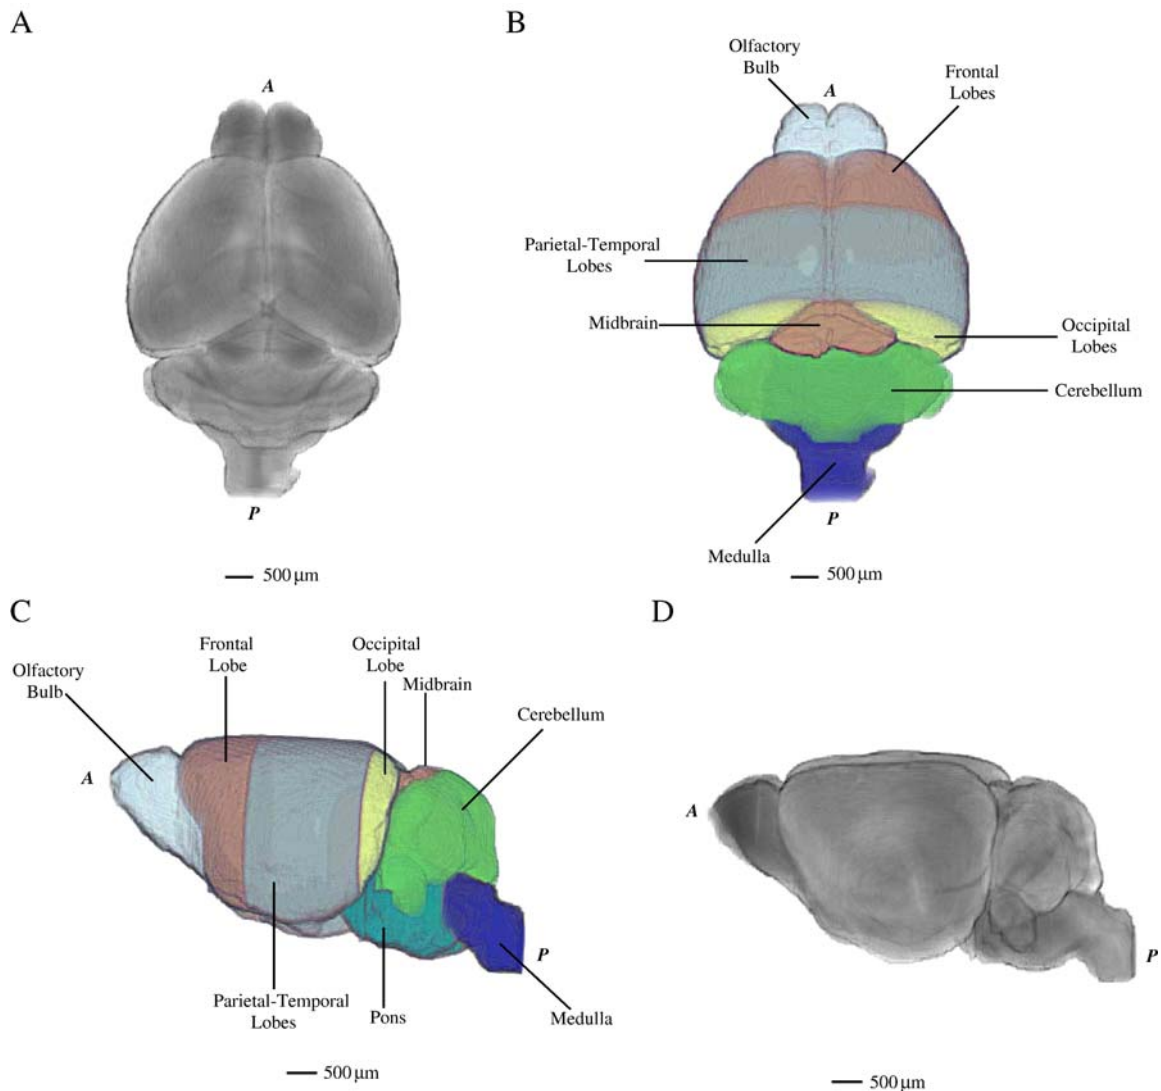 A
A
P
500 µm
B
Olfactory
Bulb
A
Frontal
Lobes
Parietal-Temporal
Lobes
Midbrain
Occipital
Lobes
Cerebellum
P
Medulla
500 µm
C
Frontal
Lobe
Occipital
Lobe
Olfactory
Bulb
Midbrain
Cerebellum
A
P
Parietal-Temporal
Lobes
Pons
Medulla
500 µm
D
A
P
500 µm